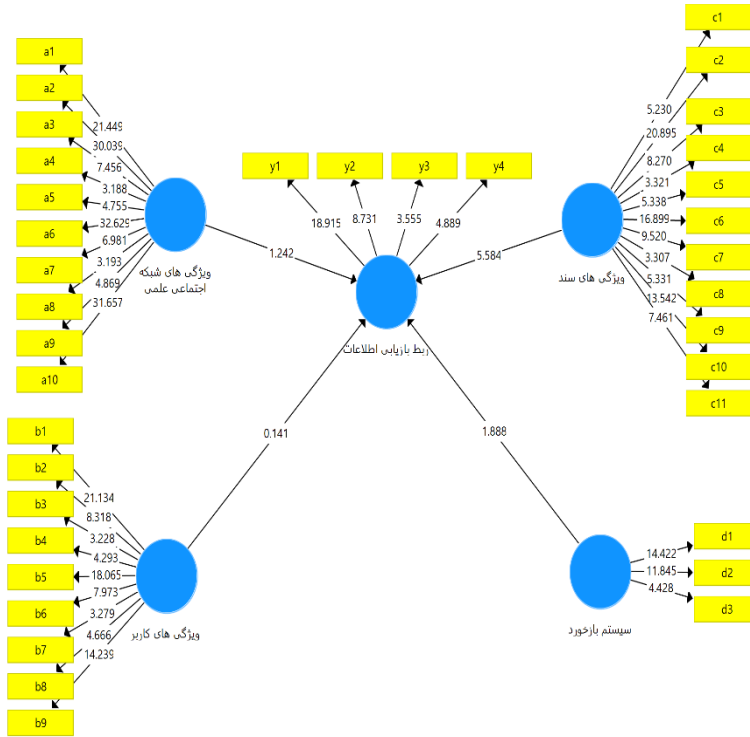 a1
a2
a3
a4
a5
a6
a7
a8
a9
a10
21.449
30.039
7.456
3.188
4.755
32.629
6.981
3.193
4.869
31.657
ویژگی های شبکه
اجتماعی علمی
y1
y2
y3
y4
18.915
8.731
3.555
4.889
c1
c2
c3
c4
c5
c6
c7
c8
c9
c10
c11
5.230
20.895
8.270
3.321
5.338
16.899
9.520
3.307
5.331
13.542
7.461
ویژگی های سند
1.242
5.584
ربط بازیابی اطلاعات
0.141
1.888
b1
b2
b3
b4
b5
b6
b7
b8
b9
21.134
8.318
3.228
4.293
18.065
7.973
3.279
4.666
14.239
ویژگی های کاربر
d1
d2
d3
14.422
11.845
4.428
سیستم بازخورد